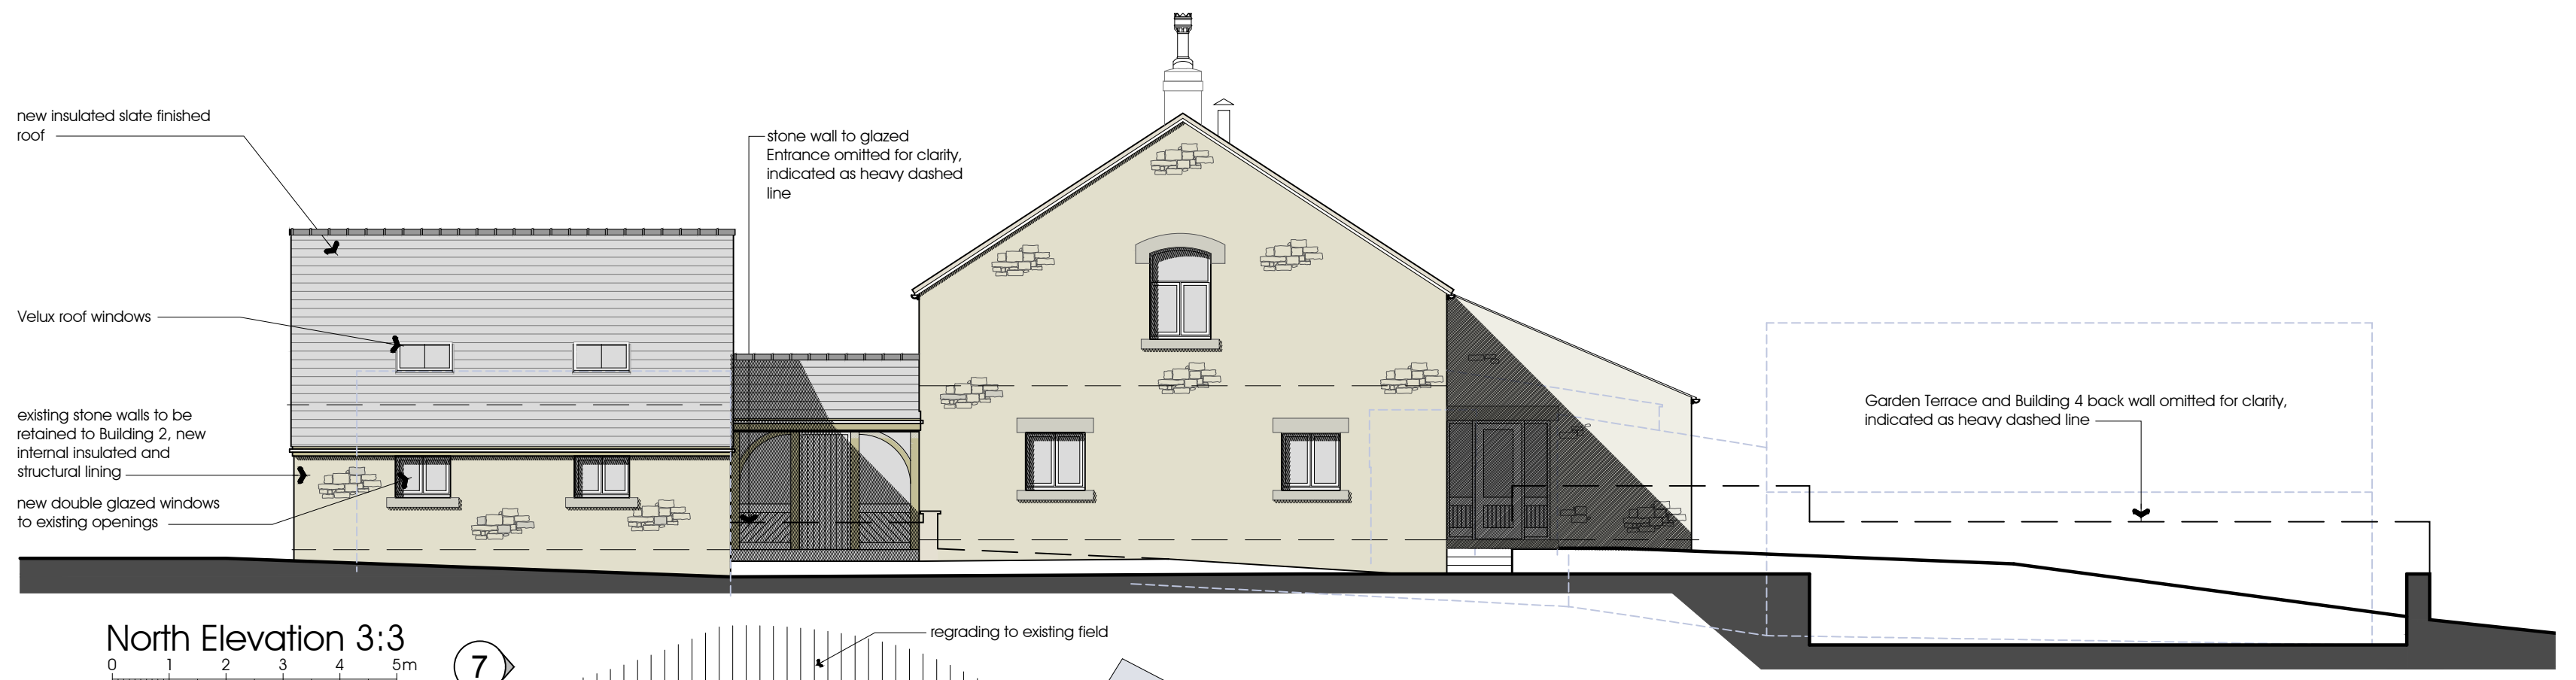 new insulated slate finished
roof
stone wall to glazed
Entrance omitted for clarity,
indicated as heavy dashed
line
Velux roof windows
existing stone walls to be
retained to Building 2, new
internal insulated and
structural lining
new double glazed windows
to existing openings
Garden Terrace and Building 4 back wall omitted for clarity,
indicated as heavy dashed line
North Elevation 3:3
0 1 2 3 4 5m
7
regrading to existing field